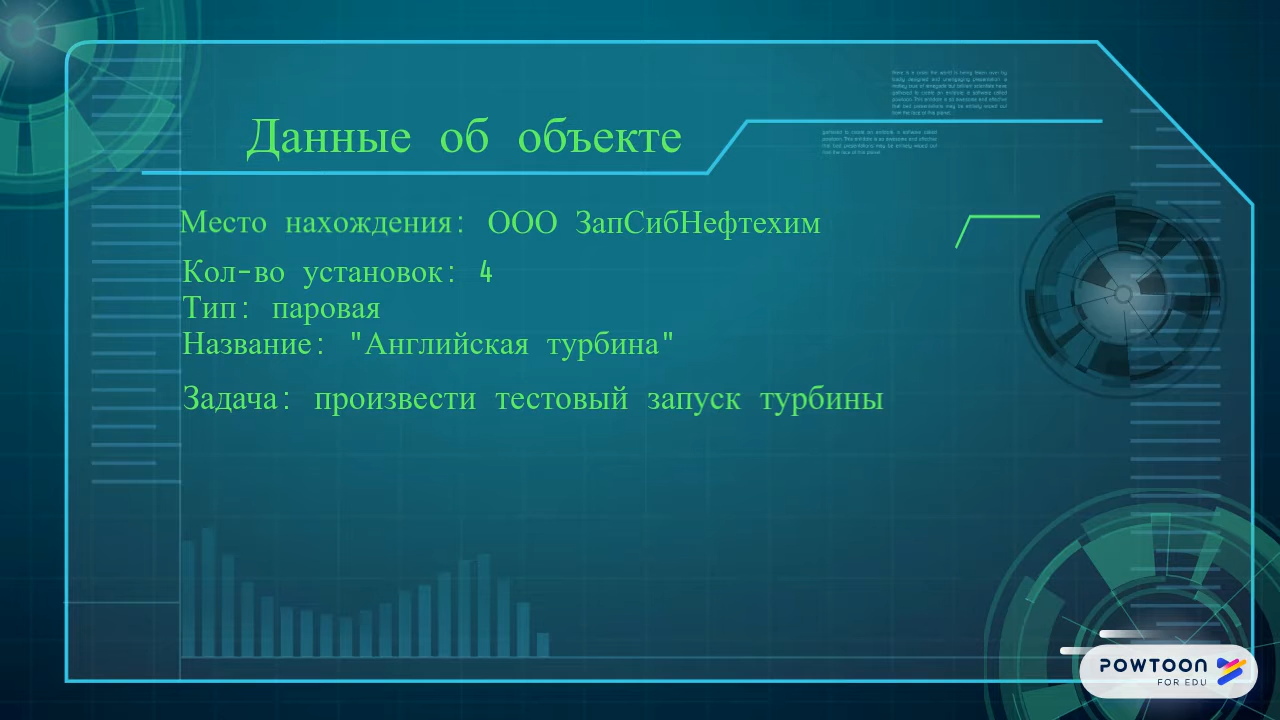 Данные об объекте
Место нахождения: ООО ЗапСибНефтехим
Кол-во установок: 4
Тип: паровая
Название: "Английская турбина"
Задача: произвести тестовый запуск турбины
POWTOON
FOR EDU